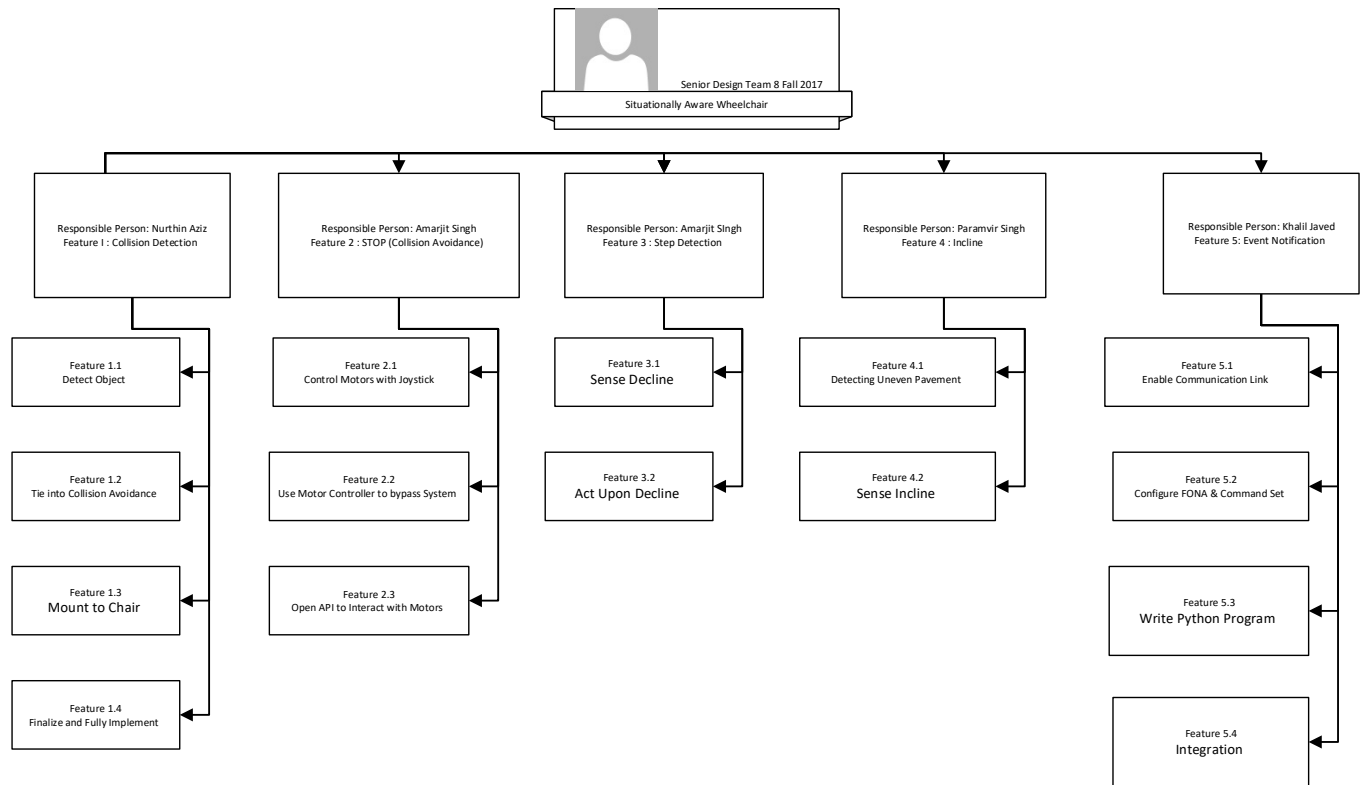 Senior Design Team 8 Fall 2017
Situationally Aware Wheelchair
Responsible Person: Nurthin Aziz
Feature I : Collision Detection
Responsible Person: Amarjit Singh
Feature 2 : STOP (Collision Avoidance)
Responsible Person: Amarjit SIngh
Feature 3 : Step Detection
Responsible Person: Paramvir Singh
Feature 4 : Incline
Responsible Person: Khalil Javed
Feature 5: Event Notification
Feature 1.1
Detect Object
Feature 2.1
Control Motors with Joystick
Feature 3.1
Sense Decline
Feature 4.1
Detecting Uneven Pavement
Feature 5.1
Enable Communication Link
Feature 1.2
Tie into Collision Avoidance
Feature 2.2
Use Motor Controller to bypass System
Feature 3.2
Act Upon Decline
Feature 4.2
Sense Incline
Feature 5.2
Configure FONA & Command Set
Feature 1.3
Mount to Chair
Feature 2.3
Open API to Interact with Motors
Feature 5.3
Write Python Program
Feature 1.4
Finalize and Fully Implement
Feature 5.4
Integration